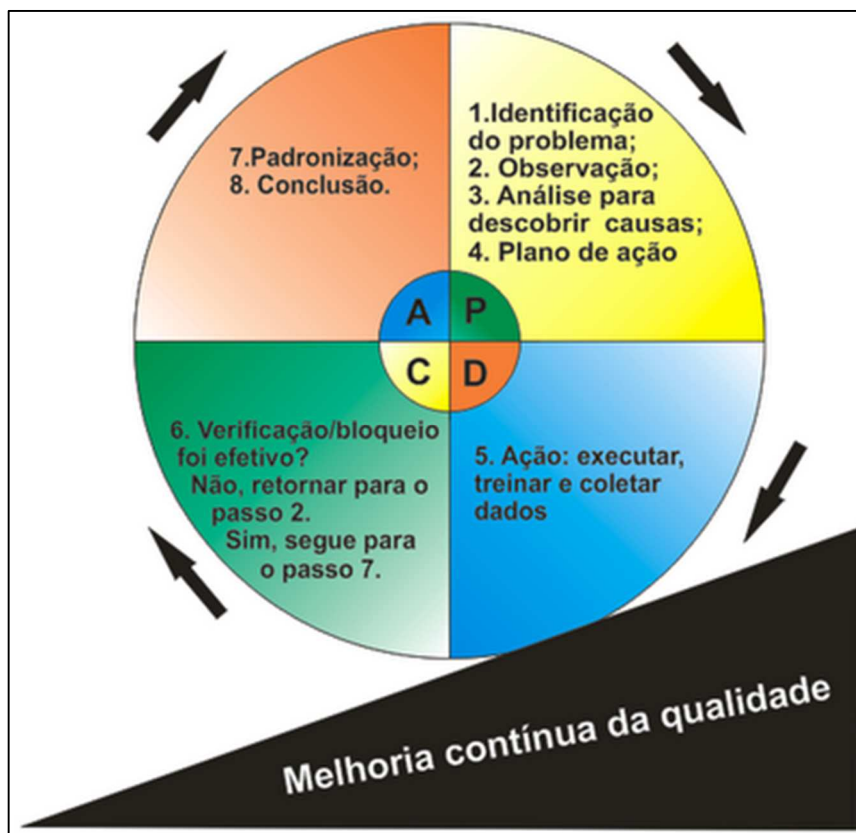 1.Identificação
do problema;
2. Observação;
3. Análise para
descobrir causas;
4. Plano de ação
7.Padronização;
8. Conclusão.
A
P
C
D
6. Verificação/bloqueio
foi efetivo?
Não, retornar para o
passo 2.
Sim, segue para
o passo 7.
5. Ação: executar,
treinar e coletar
dados
Melhoria contínua da qualidade